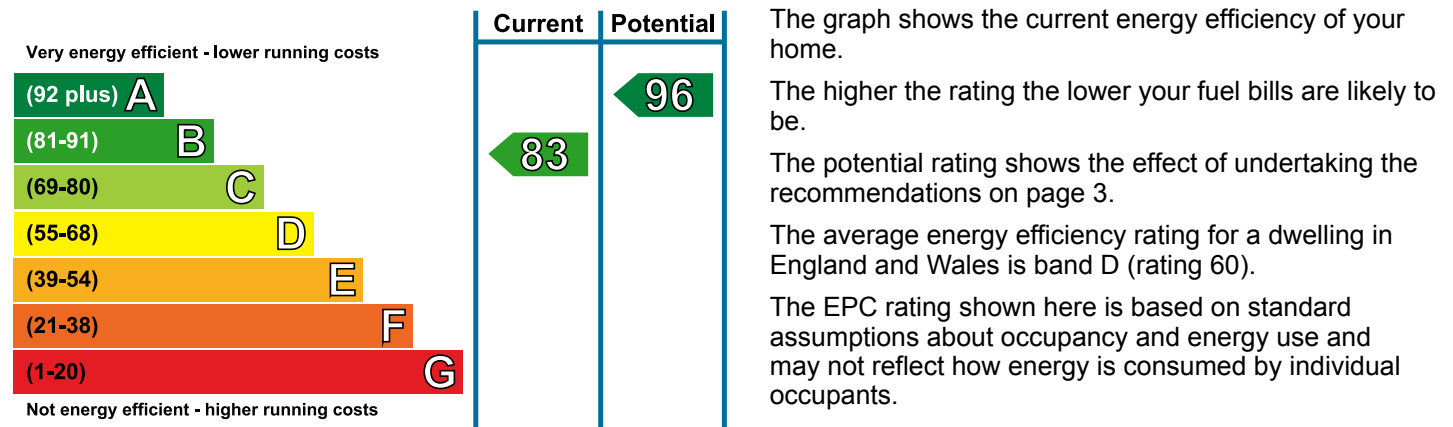 Current Potential
Very energy efficient - lower running costs
(92 plus) A
96
(81-91) B
83
(69-80) C
(55-68) D
(39-54) E
(21-38) F
(1-20) G
Not energy efficient - higher running costs
The graph shows the current energy efficiency of your
home.
The higher the rating the lower your fuel bills are likely to
be.
The potential rating shows the effect of undertaking the
recommendations on page 3.
The average energy efficiency rating for a dwelling in
England and Wales is band D (rating 60).
The EPC rating shown here is based on standard
assumptions about occupancy and energy use and
may not reflect how energy is consumed by individual
occupants.